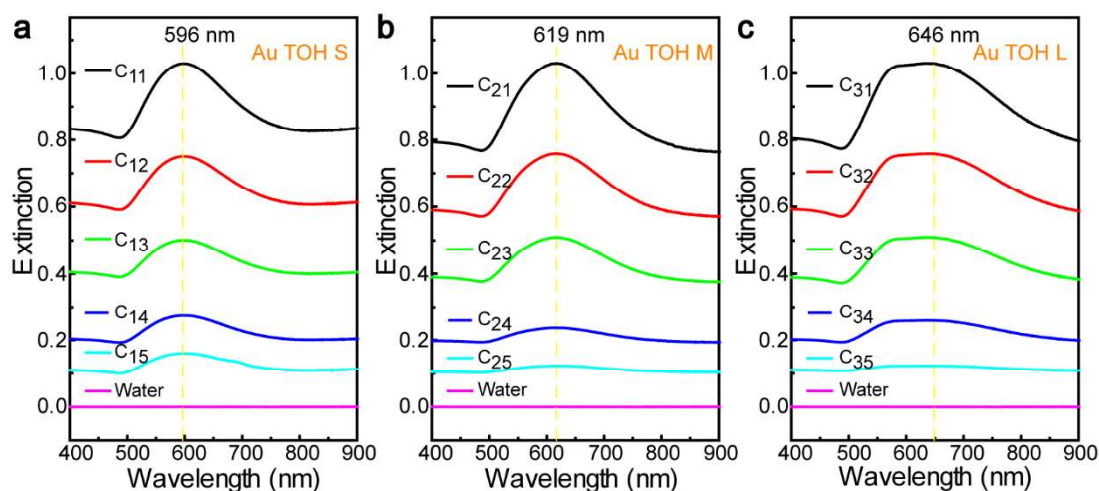 a
596 nm
Au TOH S
C11
C12
C13
C14
C15
Water
Extinction
1.0
0.8
0.6
0.4
0.2
0.0
400 500 600 700 800 900
Wavelength (nm)
b
619 nm
Au TOH M
C21
C22
C23
C24
C25
Water
Extinction
1.0
0.8
0.6
0.4
0.2
0.0
400 500 600 700 800 900
Wavelength (nm)
c
646 nm
Au TOH L
C31
C32
C33
C34
C35
Water
Extinction
1.0
0.8
0.6
0.4
0.2
0.0
400 500 600 700 800 900
Wavelength (nm)